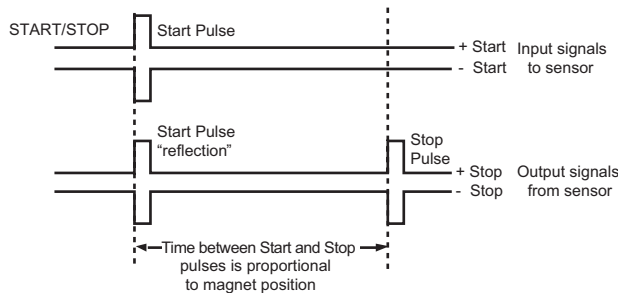 START/STOP
Start Pulse
+ Start
- Start
Input signals
to sensor
Start Pulse
“reflection”
Stop
Pulse
+ Stop
- Stop
Output signals
from sensor
Time between Start and Stop
pulses is proportional
to magnet position